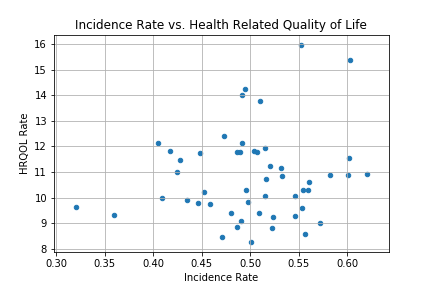 Incidence Rate vs. Health Related Quality of Life
HRQOL Rate
16
15
14
13
12
11
10
9
8
0.30 0.35 0.40 0.45 0.50 0.55 0.60
Incidence Rate